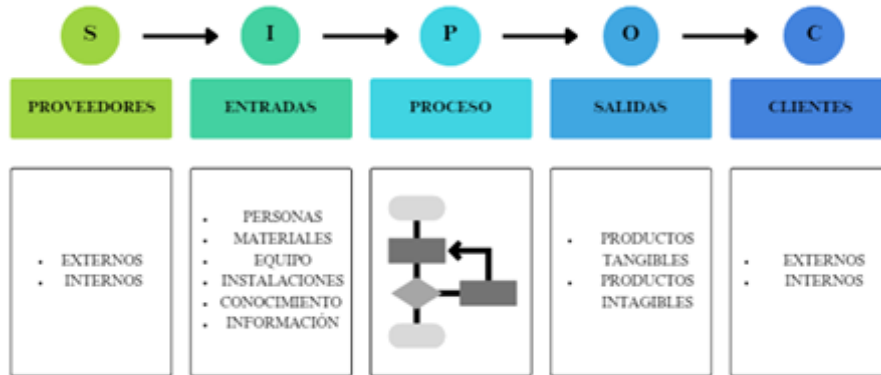 S I P O C
PROVEEDORES ENTRADAS PROCESO SALIDAS CLIENTES
• EXTERNOS
• INTERNOS
• PERSONAS
• MATERIALES
• EQUIPO
• INSTALACIONES
• CONOCIMIENTO
• INFORMACIÓN
• PRODUCTOS
TANGIBLES
• PRODUCTOS
INTAGIBLES
• EXTERNOS
• INTERNOS